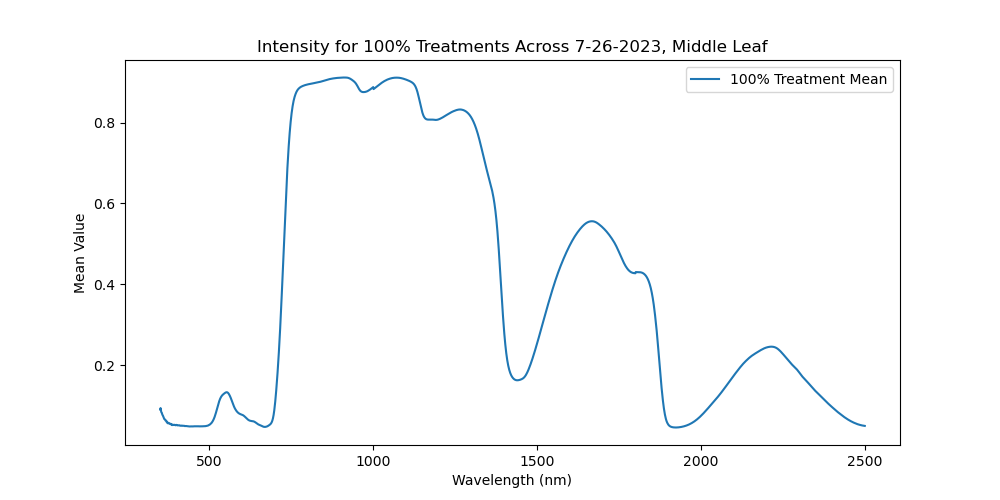 Intensity for 100% Treatments Across 7-26-2023, Middle Leaf
100% Treatment Mean
Mean Value
0.8
0.6
0.4
0.2
500 1000 1500 2000 2500
Wavelength (nm)